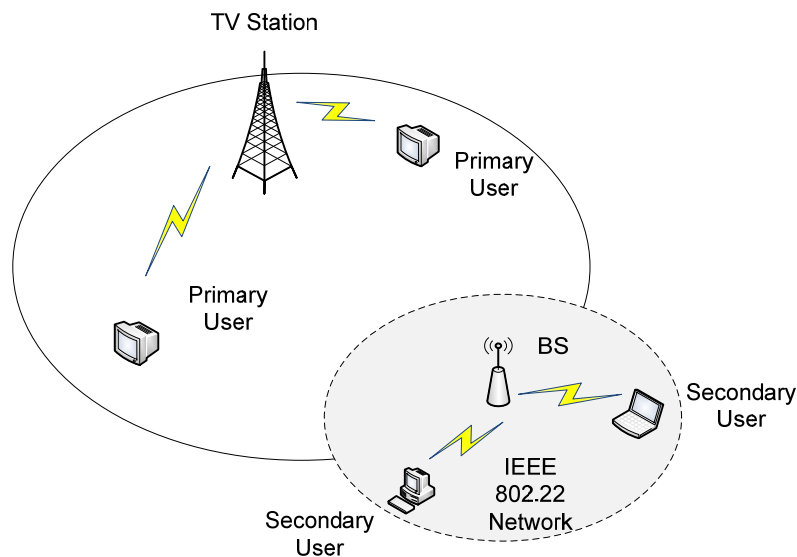 TV Station
Primary
User
Primary
User
BS
Secondary
User
IEEE
802.22
Network
Secondary
User